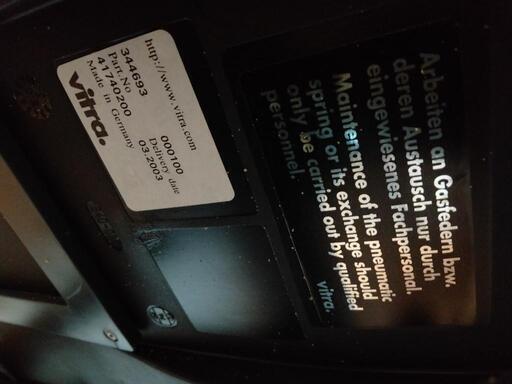 http://www.vitra.com
344693 000100
Part.No Delivery date
41740200 03.2003
Made in Germany
vitra.
Arbeiten an Gasfedern bzw.
deren Austausch nur durch
eingewiesenes Fachpersonal.
Maintenance of the pneumatic
spring or its exchange should
only be carried out by qualified
personnel.
vitra.